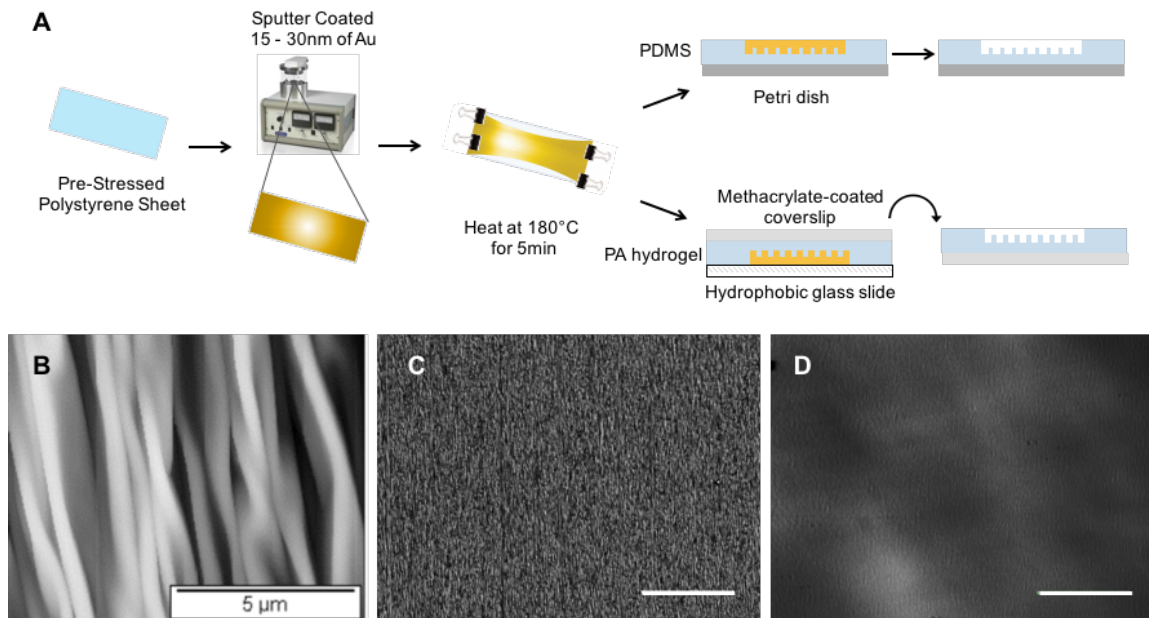 A
Sputter Coated
15 - 30nm of Au
Pre-Stressed
Polystyrene Sheet
Heat at 180°C
for 5min
PDMS
Petri dish
Methacrylate-coated
coverslip
PA hydrogel
Hydrophobic glass slide
B
5 µm
C
D